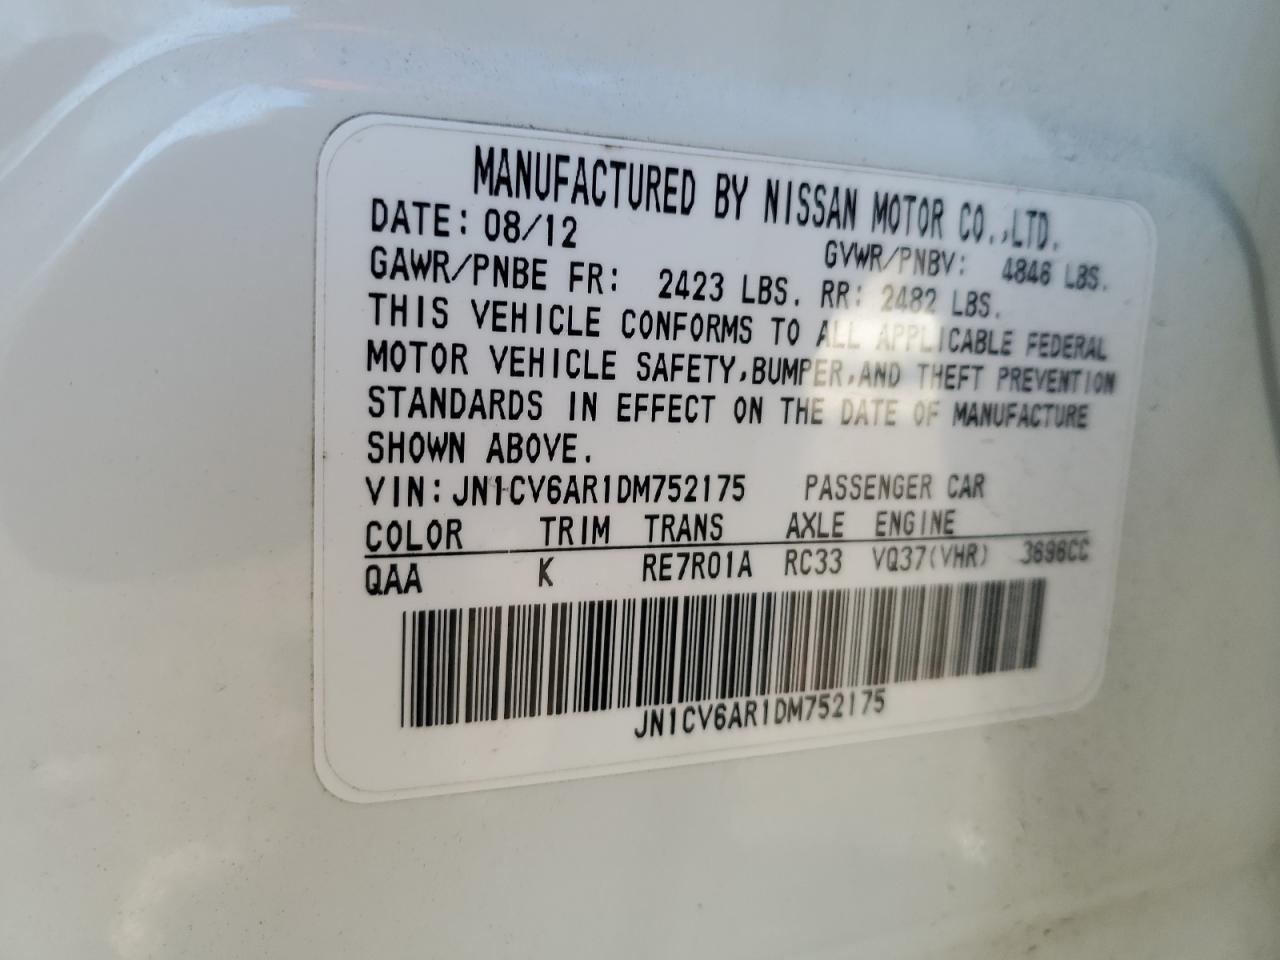 MANUFACTURED BY NISSAN MOTOR CO.,LTD.
DATE: 08/12 GVWR/PNBV: 4846 LBS.
GAWR/PNBE FR: 2423 LBS. RR: 2482 LBS.
THIS VEHICLE CONFORMS TO ALL APPLICABLE FEDERAL
MOTOR VEHICLE SAFETY,BUMPER,AND THEFT PREVENTION
STANDARDS IN EFFECT ON THE DATE OF MANUFACTURE
SHOWN ABOVE.
VIN: JN1CV6AR1DM752175 PASSENGER CAR
COLOR TRIM TRANS AXLE ENGINE
QAA K RE7R01A RC33 VQ37(VHR) 3696CC
JN1CV6AR1DM752175